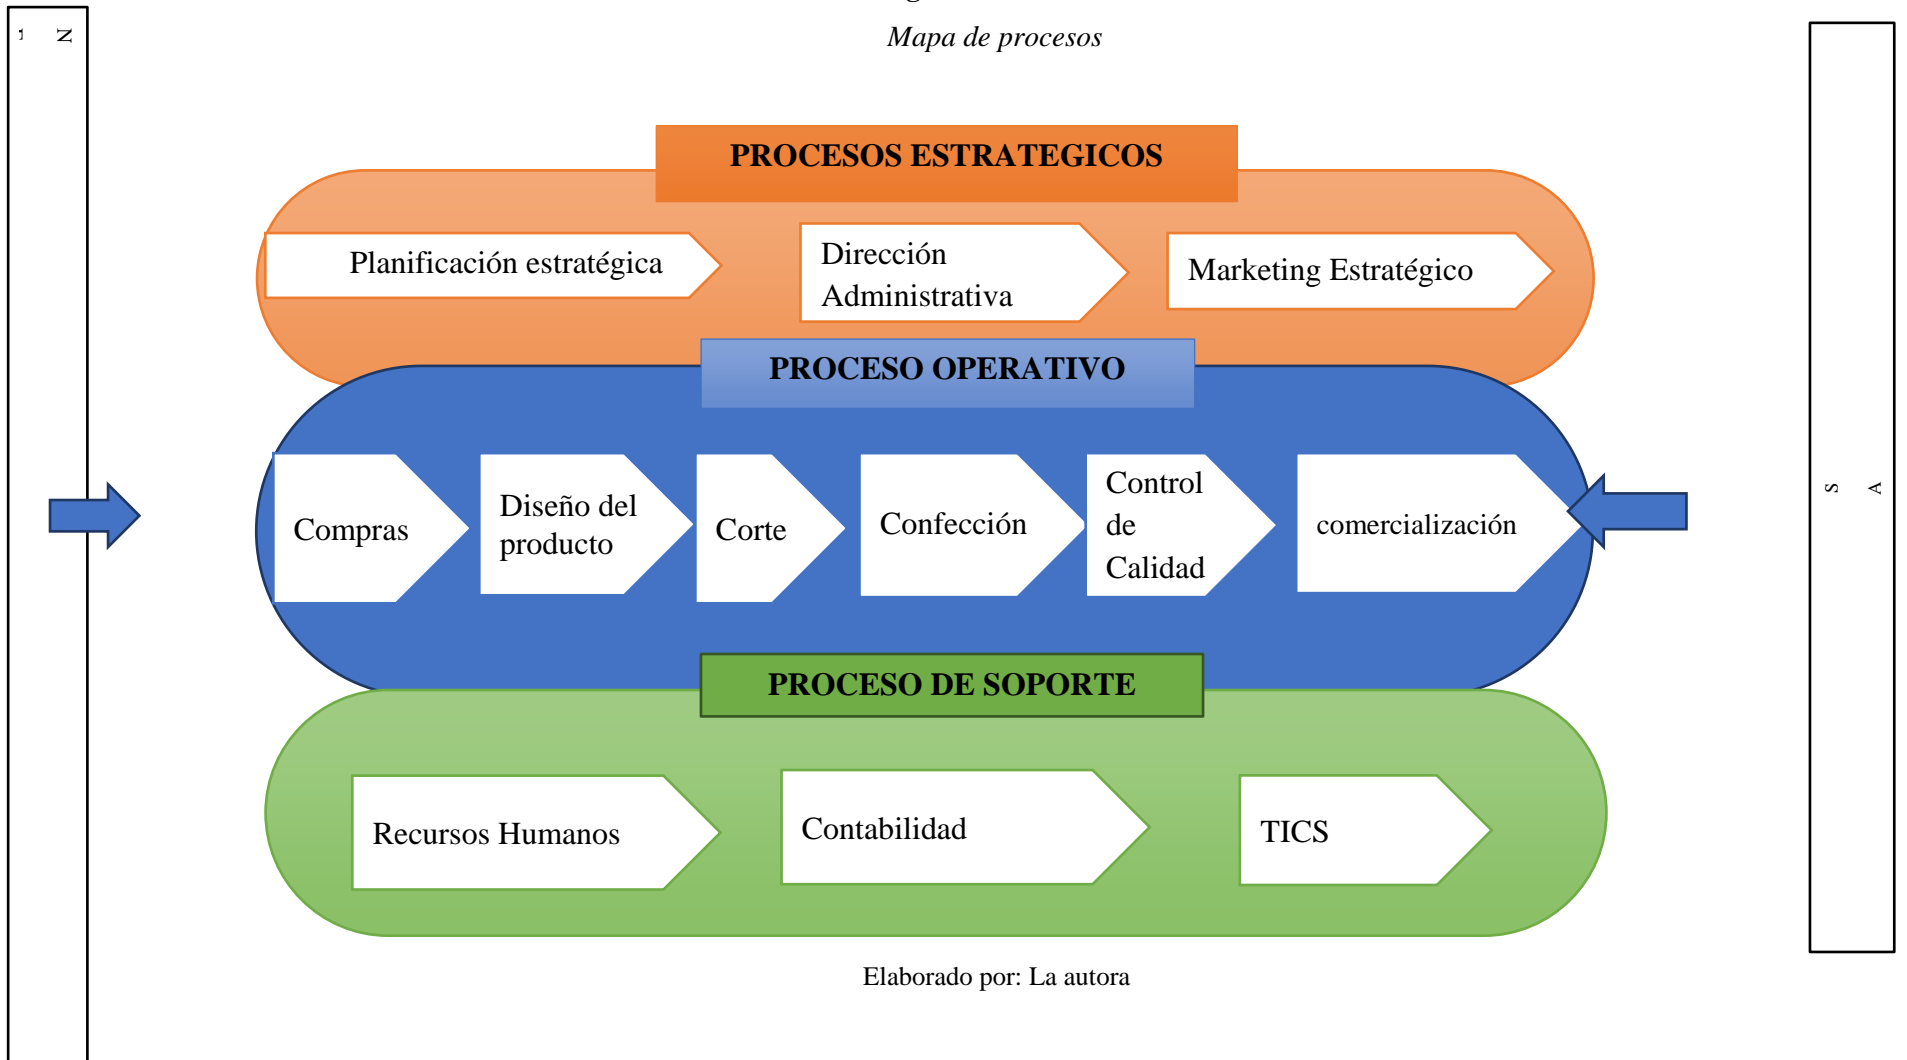 Mapa de procesos
PROCESOS ESTRATEGICOS
Planificación estratégica
Dirección
Administrativa
Marketing Estratégico
PROCESO OPERATIVO
Compras
Diseño del
producto
Corte
Confección
Control
de
Calidad
comercialización
PROCESO DE SOPORTE
Recursos Humanos
Contabilidad
TICS
Elaborado por: La autora
N
S
A